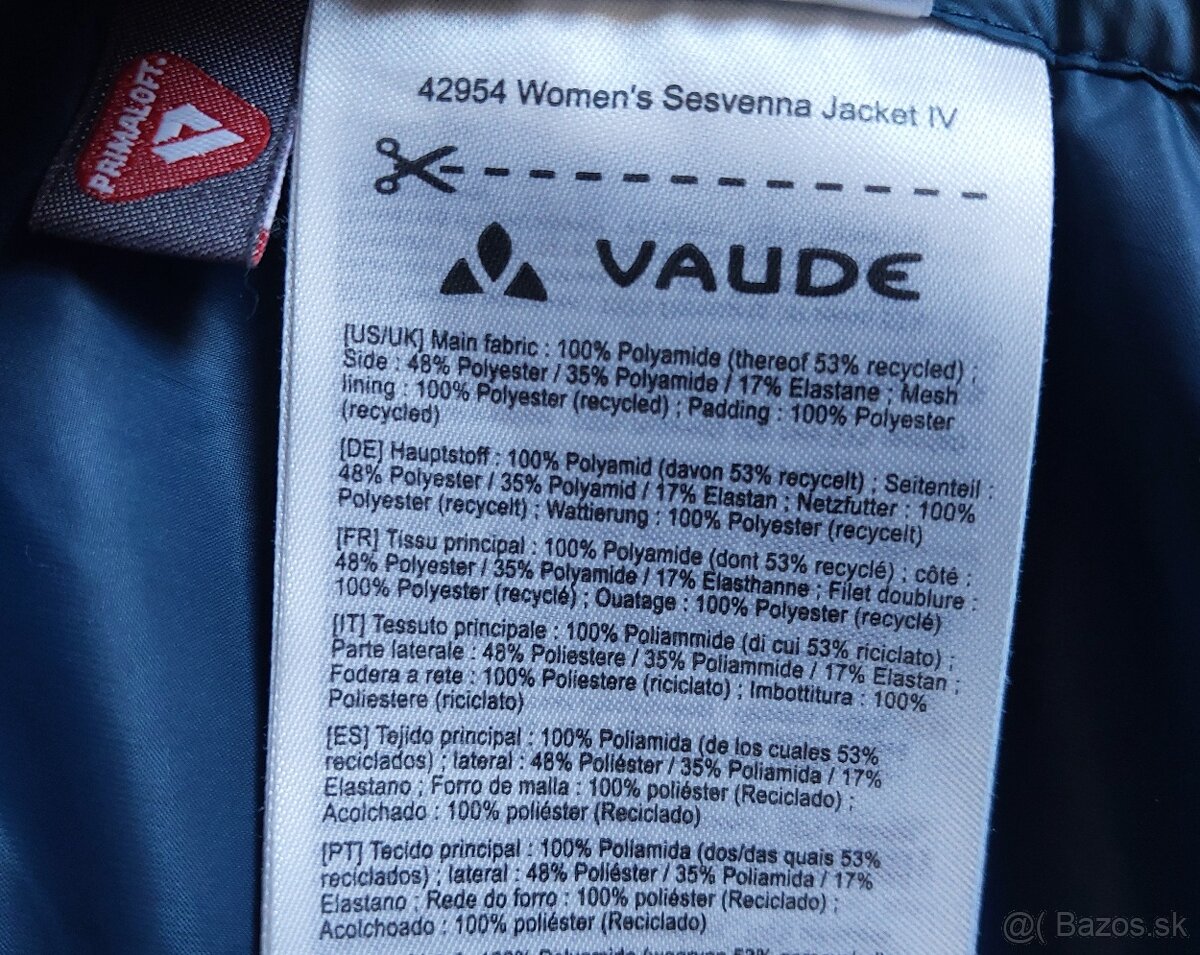 PRIMALOFT.
42954 Women's Sesvenna Jacket IV
VAUDE
[US/UK] Main fabric : 100% Polyamide (thereof 53% recycled) ;
Side : 48% Polyester / 35% Polyamide / 17% Elastane ; Mesh
lining : 100% Polyester (recycled) ; Padding : 100% Polyester
(recycled)
[DE] Hauptstoff : 100% Polyamid (davon 53% recycelt) ; Seitenteil :
48% Polyester / 35% Polyamid / 17% Elastan ; Netzfutter : 100%
Polyester (recycelt) ; Wattierung : 100% Polyester (recycelt)
[FR] Tissu principal : 100% Polyamide (dont 53% recyclé) ; côté :
48% Polyester / 35% Polyamide / 17% Élasthanne ; Filet doublure :
100% Polyester (recyclé) ; Ouatage : 100% Polyester (recyclé)
[IT] Tessuto principale : 100% Poliammide (di cui 53% riciclato) ;
Parte laterale : 48% Poliestere / 35% Poliammide / 17% Elastan ;
Fodera a rete : 100% Poliestere (riciclato) ; Imbottitura : 100%
Poliestere (riciclato)
[ES] Tejido principal : 100% Poliamida (de los cuales 53%
reciclados) ; lateral : 48% Poliéster / 35% Poliamida / 17%
Elastano ; Forro de malla : 100% poliéster (Reciclado) ;
Acolchado : 100% poliéster (Reciclado)
[PT] Tecido principal : 100% Poliamida (dos/das quais 53%
reciclados) ; lateral : 48% Poliéster / 35% Poliamida / 17%
Elastano ; Rede do forro : 100% poliéster (Reciclado) ;
Acolchoado : 100% poliéster (Reciclado)
@( Bazos.sk